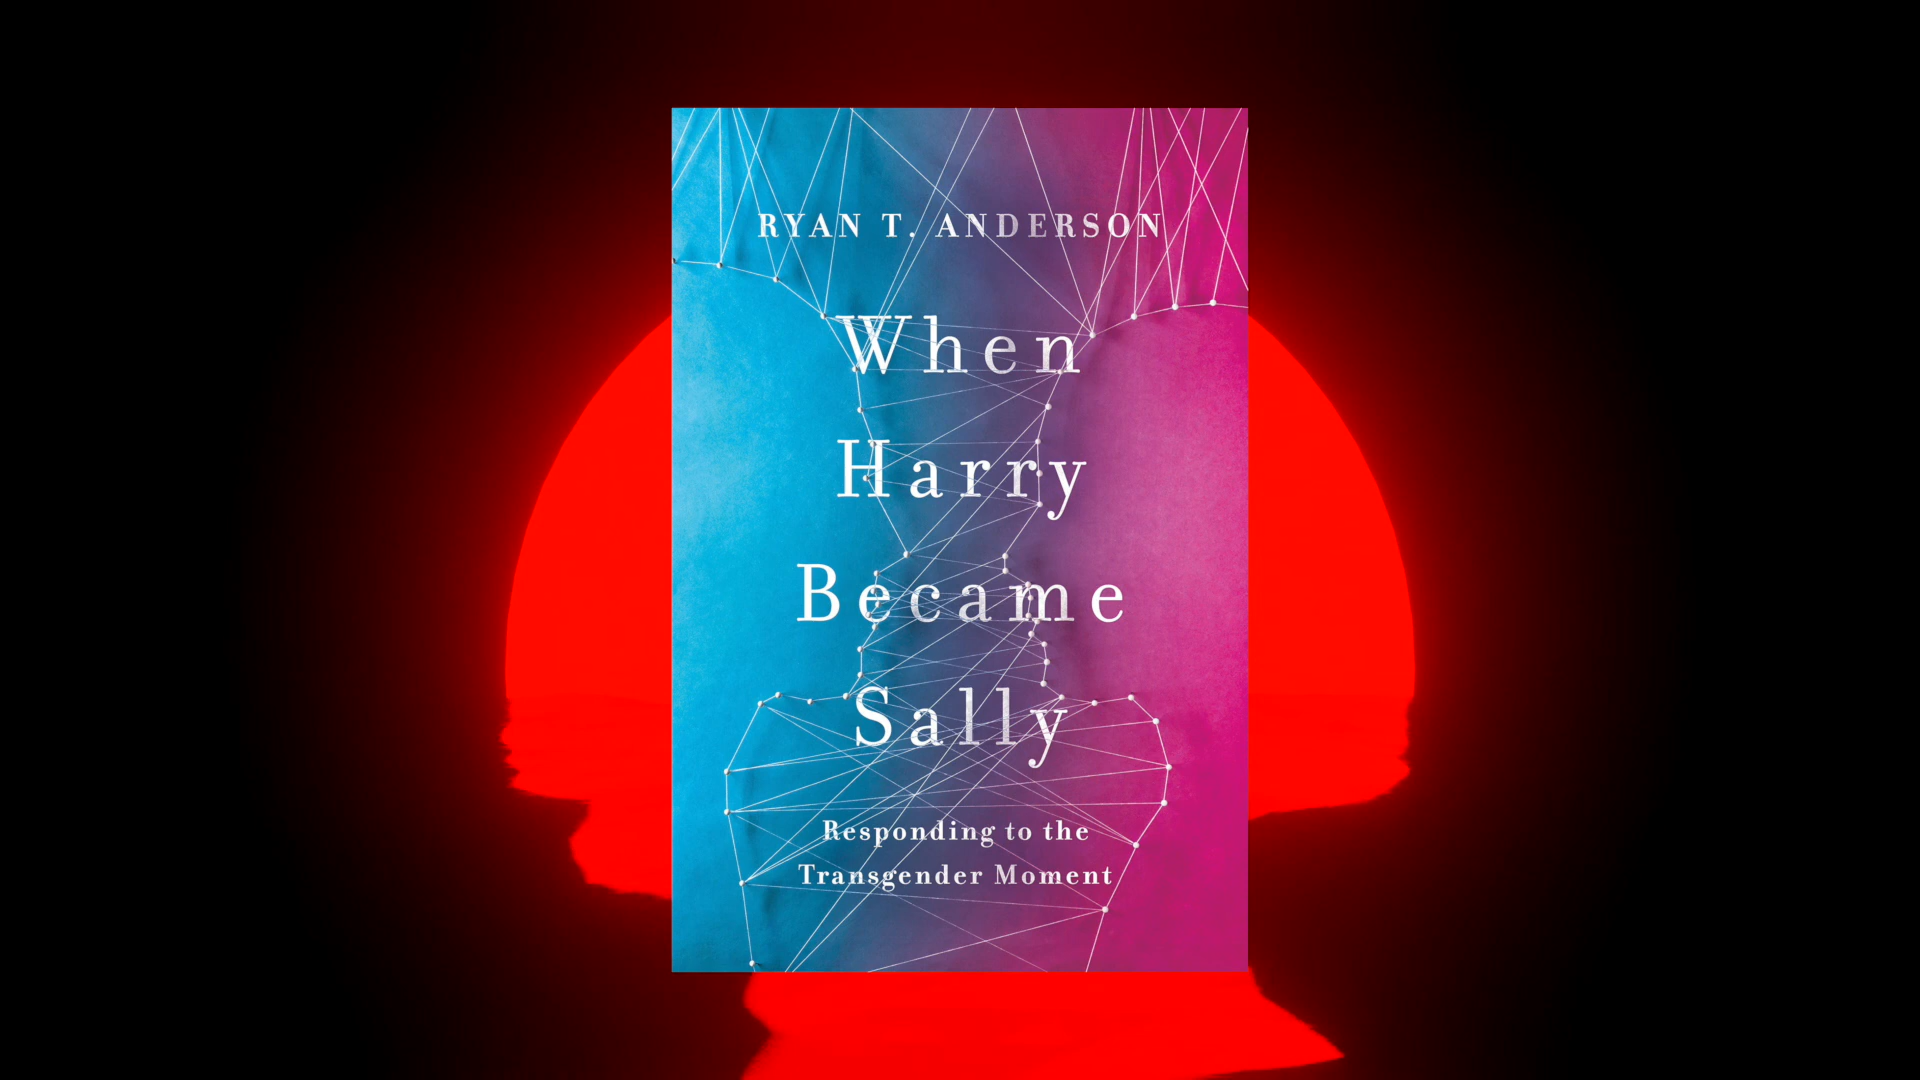 RYAN T. ANDERSON
When
Harry
Became
Sally
Responding to the
Transgender Moment